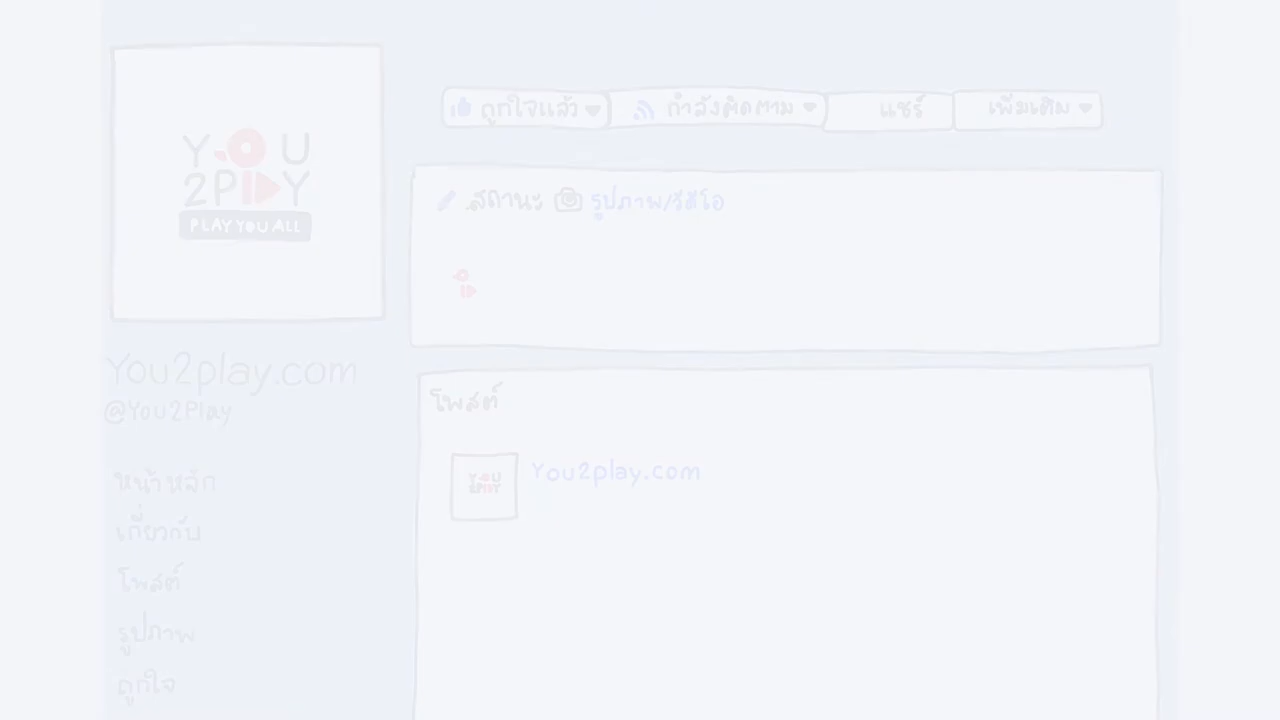 YOU
2PLAY
PLAY YOU ALL
ถูกใจแล้ว กำลังติดตาม แชร์ เพิ่มเติม
สถานะ รูปภาพ/วีดีโอ
You2play.com
@You2Play
โพสต์
YOU
2PLAY
You2play.com
หน้าหลัก
เกี่ยวกับ
โพสต์
รูปภาพ
ถูกใจ